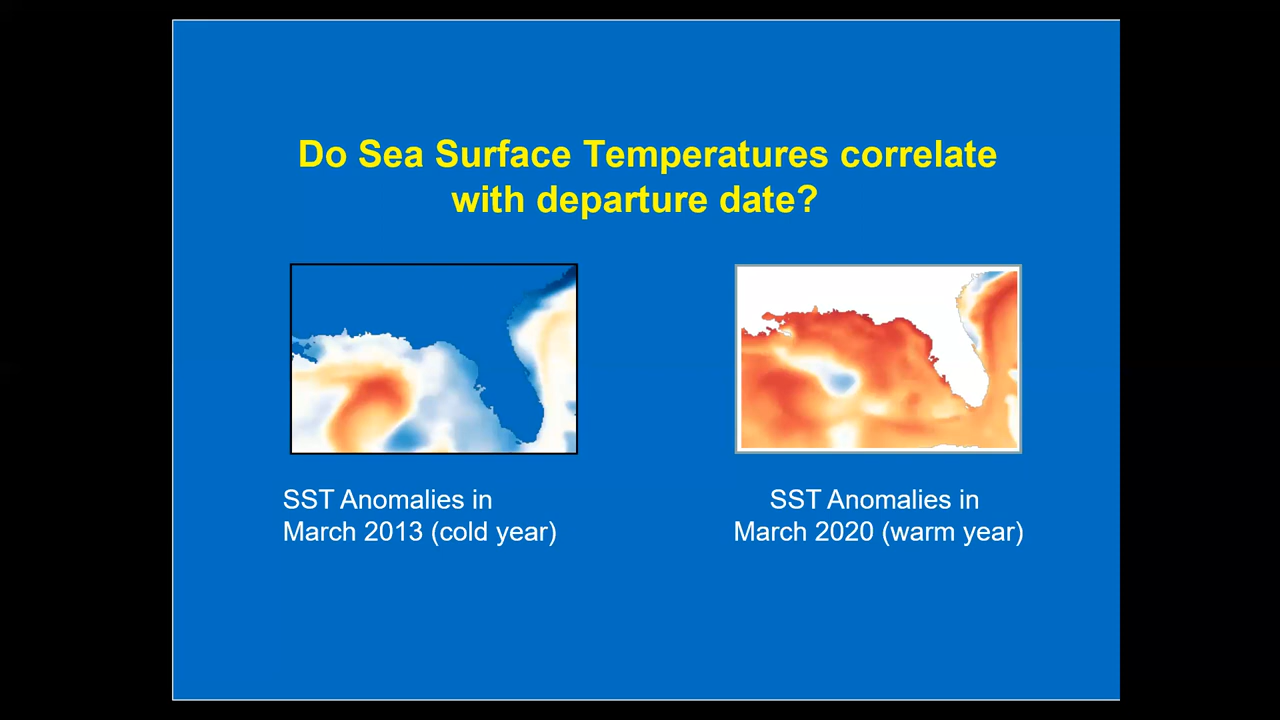 Do Sea Surface Temperatures correlate
with departure date?
SST Anomalies in
March 2013 (cold year)
SST Anomalies in
March 2020 (warm year)